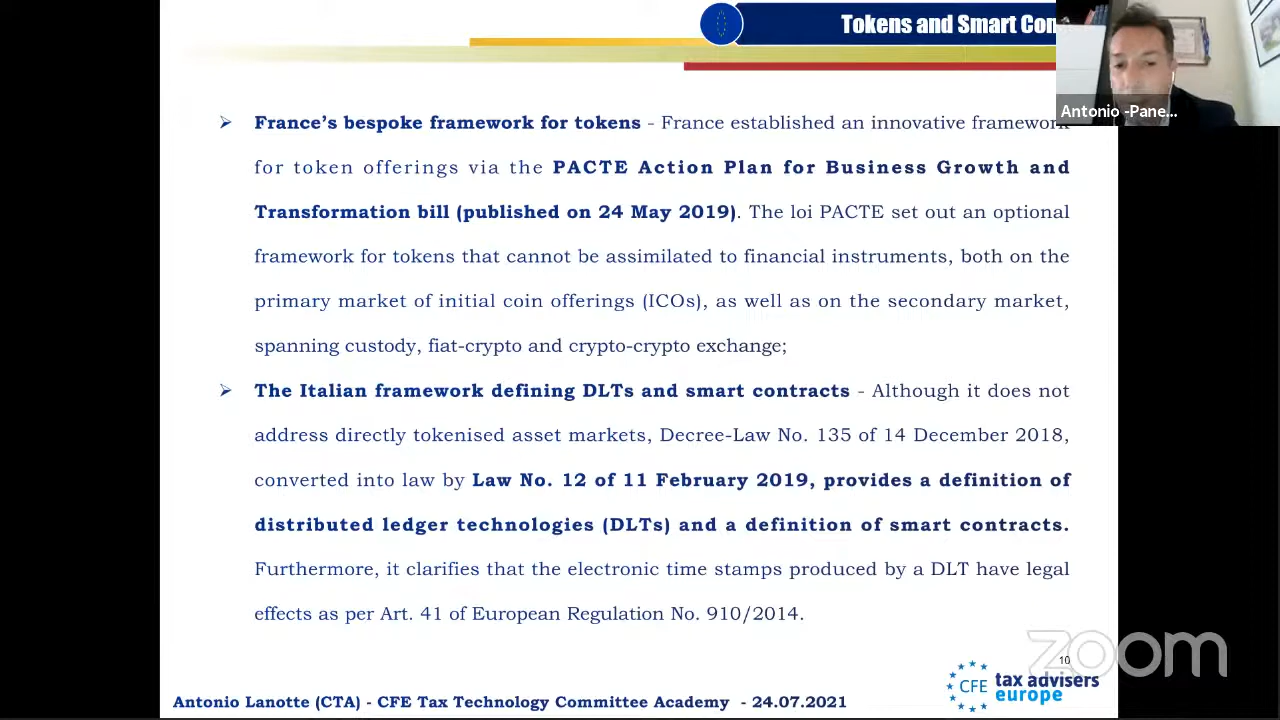 Tokens and Smart Con
Antonio -Pane...
➢ France’s bespoke framework for tokens - France established an innovative framework
for token offerings via the PACTE Action Plan for Business Growth and
Transformation bill (published on 24 May 2019). The loi PACTE set out an optional
framework for tokens that cannot be assimilated to financial instruments, both on the
primary market of initial coin offerings (ICOs), as well as on the secondary market,
spanning custody, fiat-crypto and crypto-crypto exchange;
➢ The Italian framework defining DLTs and smart contracts - Although it does not
address directly tokenised asset markets, Decree-Law No. 135 of 14 December 2018,
converted into law by Law No. 12 of 11 February 2019, provides a definition of
distributed ledger technologies (DLTs) and a definition of smart contracts.
Furthermore, it clarifies that the electronic time stamps produced by a DLT have legal
effects as per Art. 41 of European Regulation No. 910/2014.
zoom
10
CFE tax advisers
europe
Antonio Lanotte (CTA) - CFE Tax Technology Committee Academy - 24.07.2021